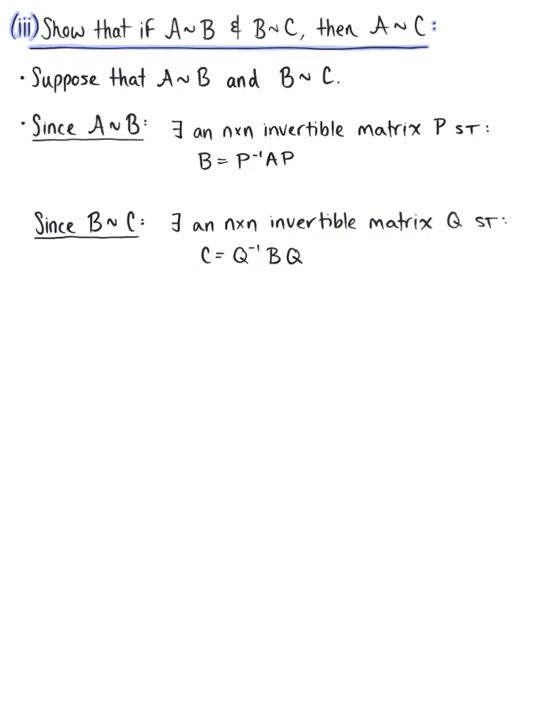 (iii) Show that if A~B & B~C, then A~C:
· Suppose that A~B and B~C.
· Since A~B: ∃ an n×n invertible matrix P ST:
B = P⁻¹AP
Since B~C: ∃ an n×n invertible matrix Q ST:
C = Q⁻¹BQ